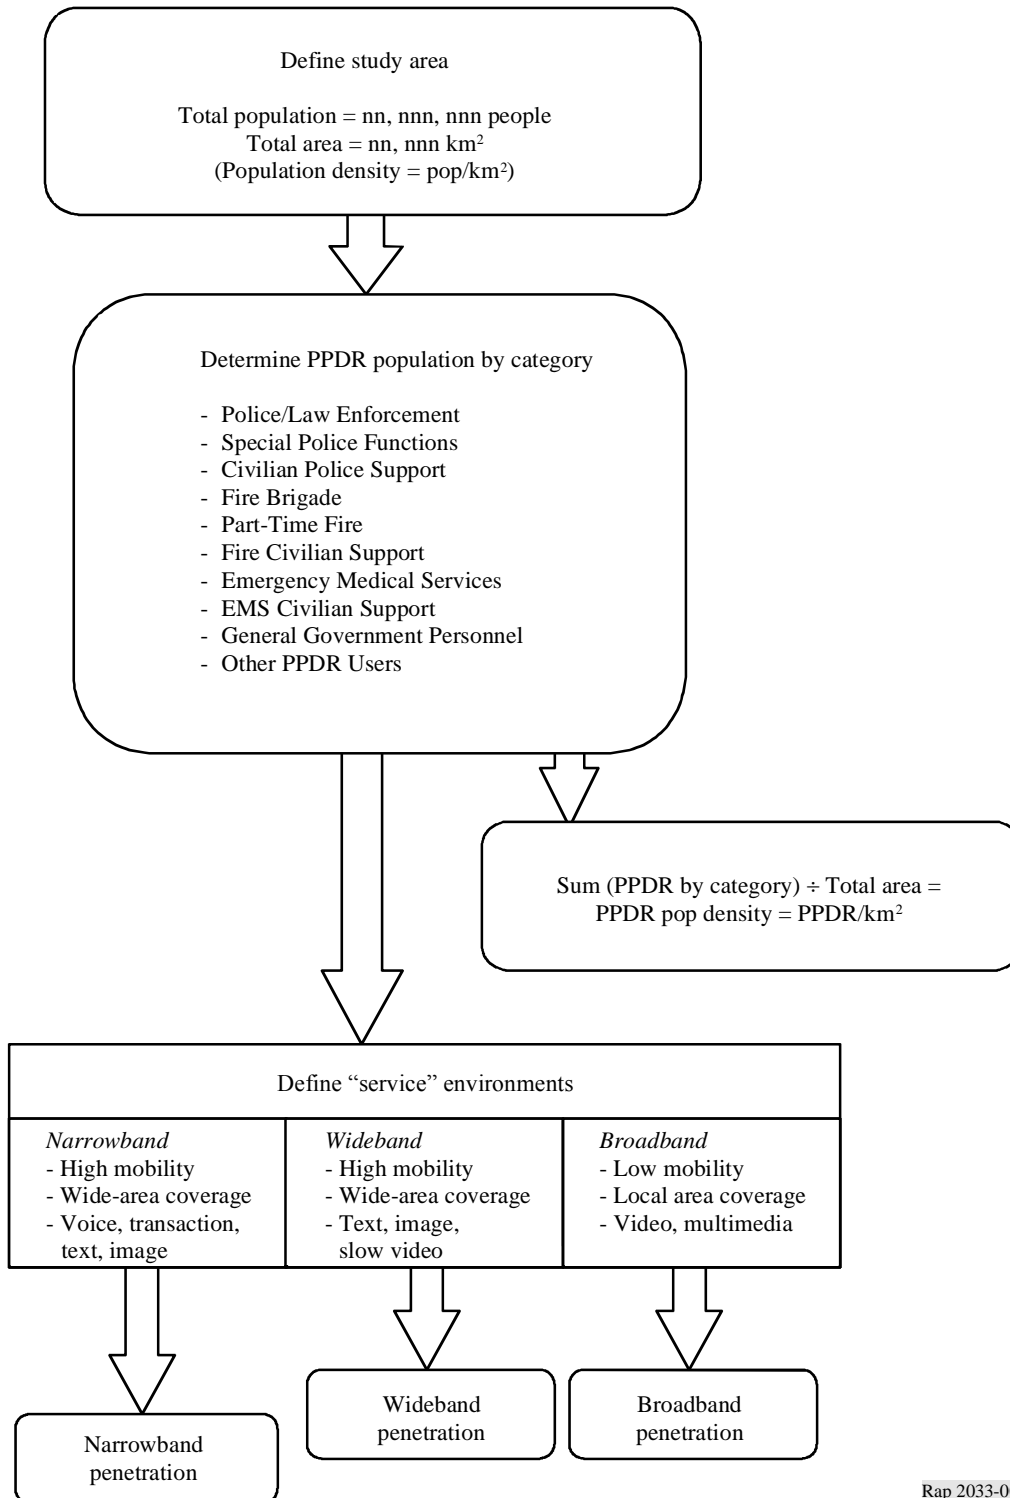 Define study area
Total population = nn, nnn, nnn people
Total area = nn, nnn km²
(Population density = pop/km²)
Determine PPDR population by category
- Police/Law Enforcement
- Special Police Functions
- Civilian Police Support
- Fire Brigade
- Part-Time Fire
- Fire Civilian Support
- Emergency Medical Services
- EMS Civilian Support
- General Government Personnel
- Other PPDR Users
Sum (PPDR by category) ÷ Total area =
PPDR pop density = PPDR/km²
Define “service” environments
Narrowband
- High mobility
- Wide-area coverage
- Voice, transaction,
text, image
Wideband
- High mobility
- Wide-area coverage
- Text, image,
slow video
Broadband
- Low mobility
- Local area coverage
- Video, multimedia
Narrowband
penetration
Wideband
penetration
Broadband
penetration
Rap 2033-0